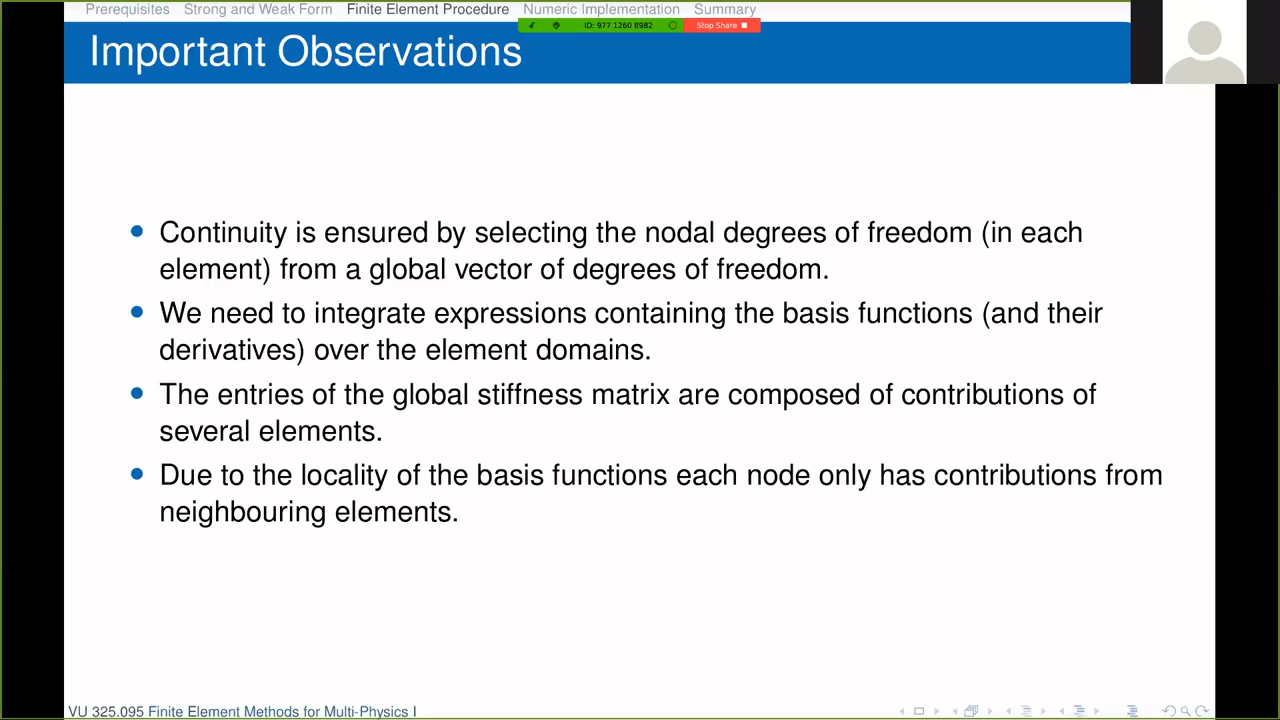 Prerequisites Strong and Weak Form Finite Element Procedure Numeric Implementation Summary
ID: 977 1260 8982 Stop Share
Important Observations
Continuity is ensured by selecting the nodal degrees of freedom (in each
element) from a global vector of degrees of freedom.
We need to integrate expressions containing the basis functions (and their
derivatives) over the element domains.
The entries of the global stiffness matrix are composed of contributions of
several elements.
Due to the locality of the basis functions each node only has contributions from
neighbouring elements.
VU 325.095 Finite Element Methods for Multi-Physics I